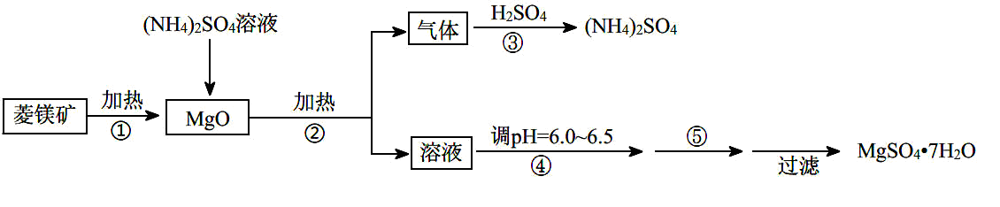 (NH4)2SO4溶液
菱镁矿
加热
①
MgO
加热
②
气体
H2SO4
③
(NH4)2SO4
溶液
调pH=6.0~6.5
④
⑤
过滤
MgSO4•7H2O